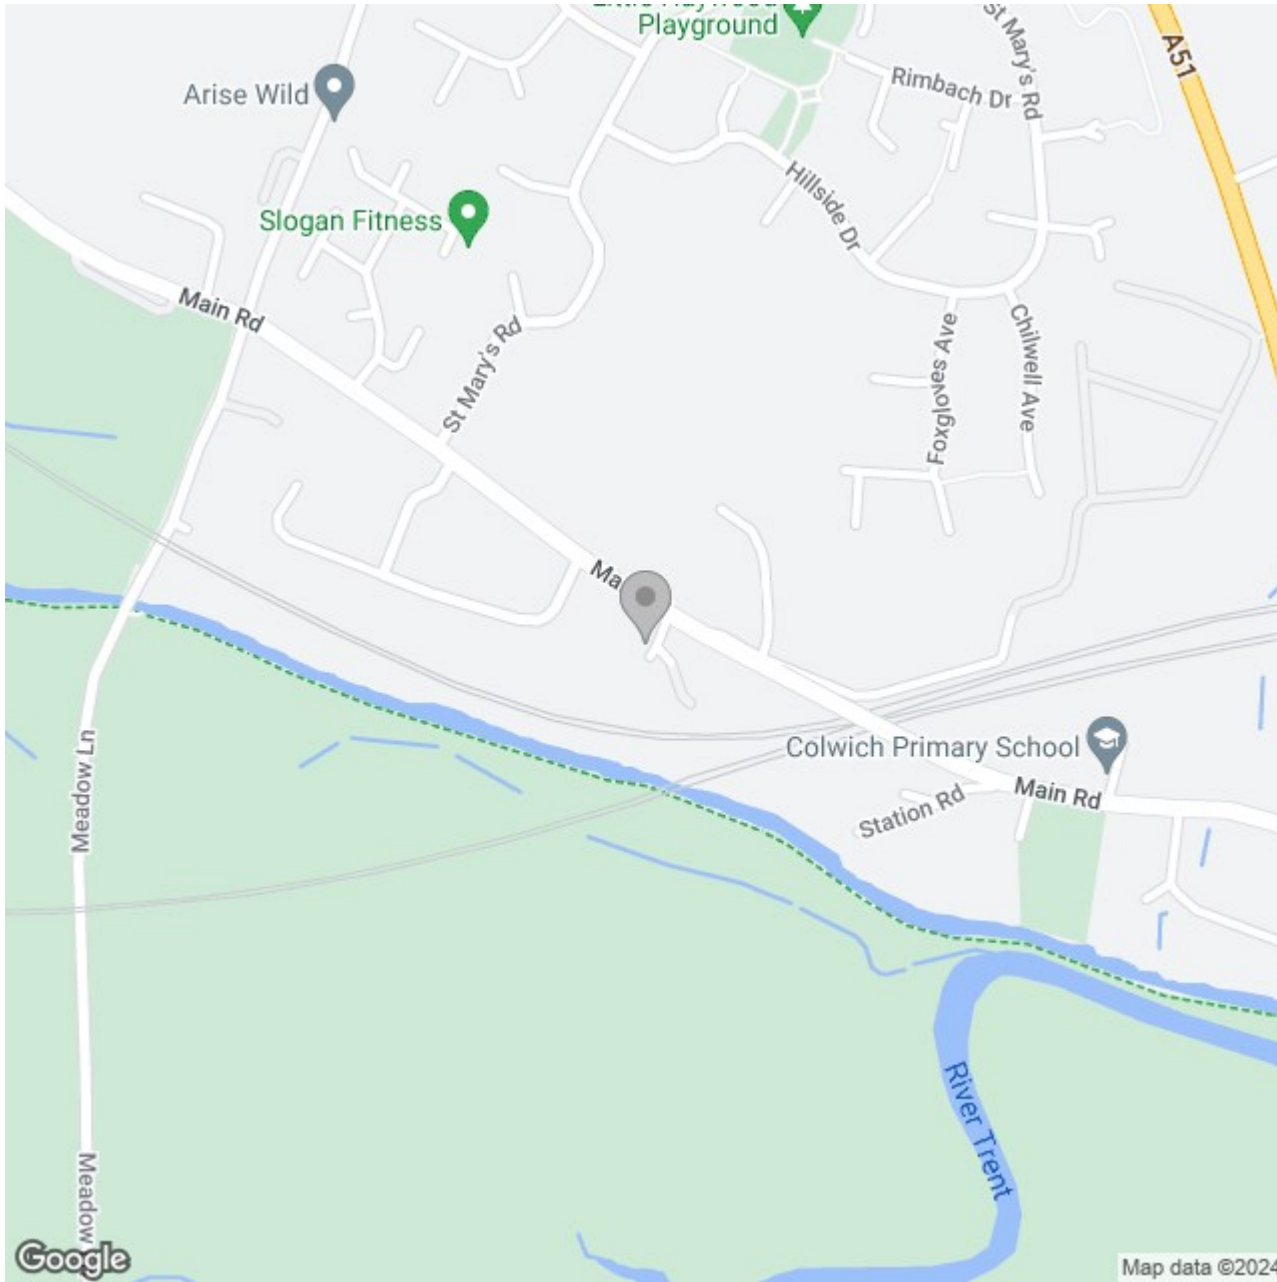 Playground
St Mary's Rd
A51
Rimbach Dr
Arise Wild
Hillside Dr
Slogan Fitness
Main Rd
St Mary's Rd
Foxgloves Ave
Chilwell Ave
Ma
Colwich Primary School
Meadow Ln
Main Rd
Station Rd
River Trent
Meadow
Google
Map data ©2024